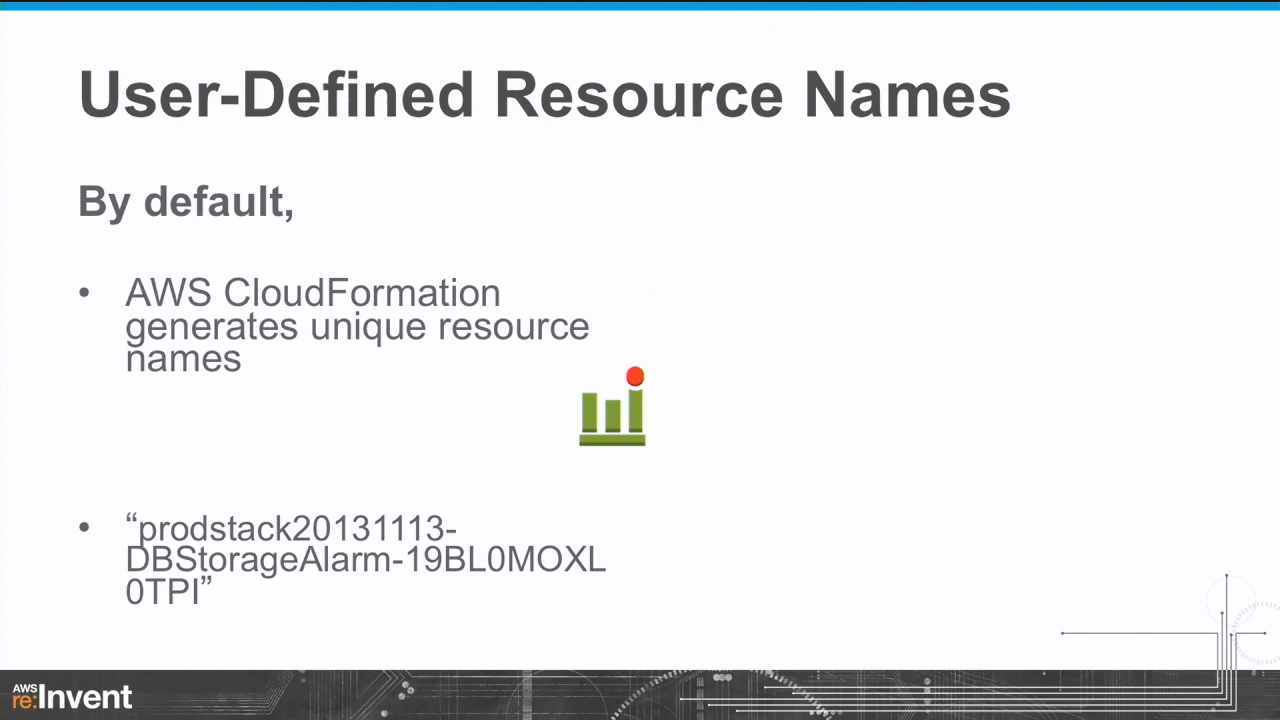 User-Defined Resource Names
By default,
• AWS CloudFormation
generates unique resource
names
• “prodstack20131113-
DBStorageAlarm-19BL0MOXL
0TPI”
AWS
re:Invent